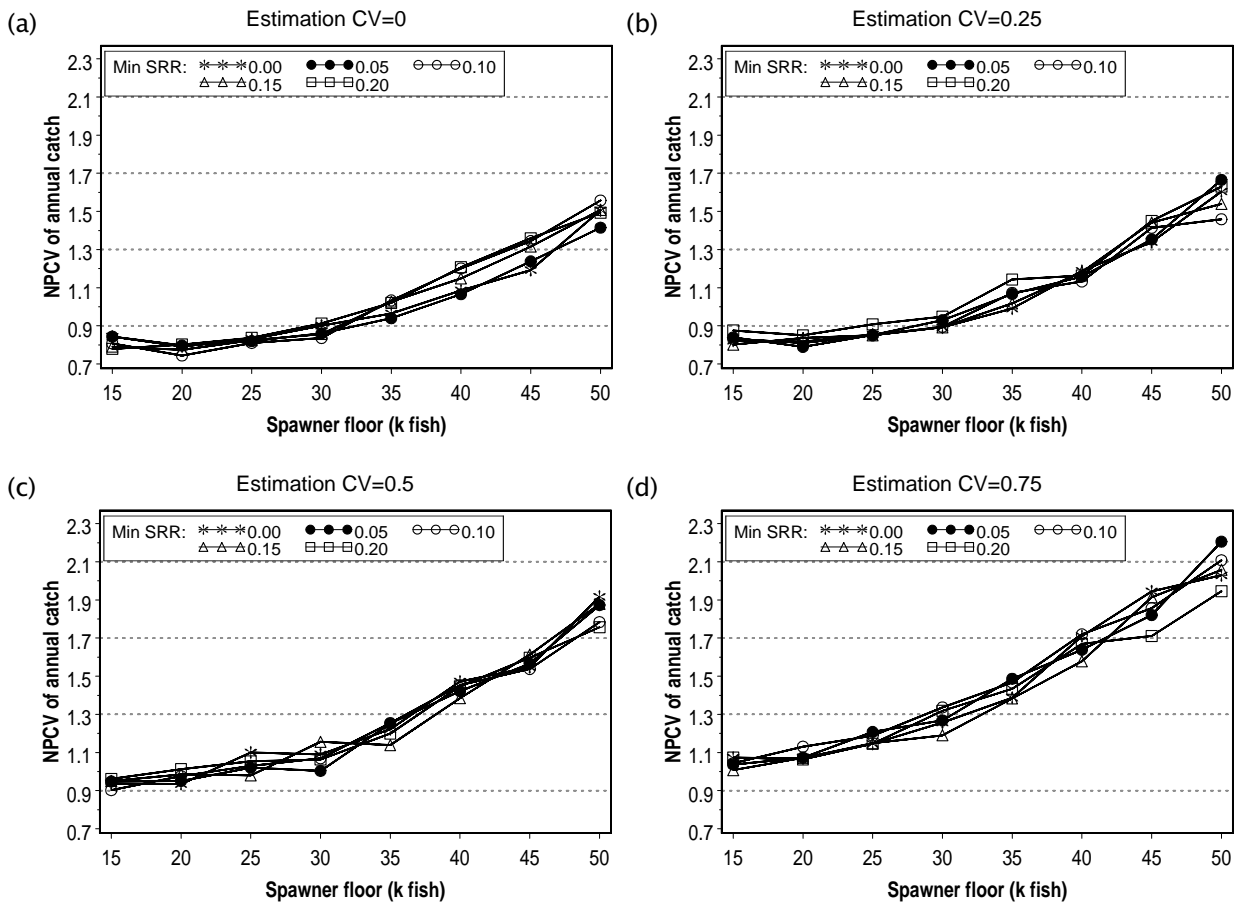 (a)
Estimation CV=0
Min SRR: 0.00 0.05 0.10
0.15 0.20
NPCV of annual catch
2.3
2.1
1.9
1.7
1.5
1.3
1.1
0.9
0.7
15 20 25 30 35 40 45 50
Spawner floor (k fish)
(b)
Estimation CV=0.25
Min SRR: 0.00 0.05 0.10
0.15 0.20
NPCV of annual catch
2.3
2.1
1.9
1.7
1.5
1.3
1.1
0.9
0.7
15 20 25 30 35 40 45 50
Spawner floor (k fish)
(c)
Estimation CV=0.5
Min SRR: 0.00 0.05 0.10
0.15 0.20
NPCV of annual catch
2.3
2.1
1.9
1.7
1.5
1.3
1.1
0.9
0.7
15 20 25 30 35 40 45 50
Spawner floor (k fish)
(d)
Estimation CV=0.75
Min SRR: 0.00 0.05 0.10
0.15 0.20
NPCV of annual catch
2.3
2.1
1.9
1.7
1.5
1.3
1.1
0.9
0.7
15 20 25 30 35 40 45 50
Spawner floor (k fish)